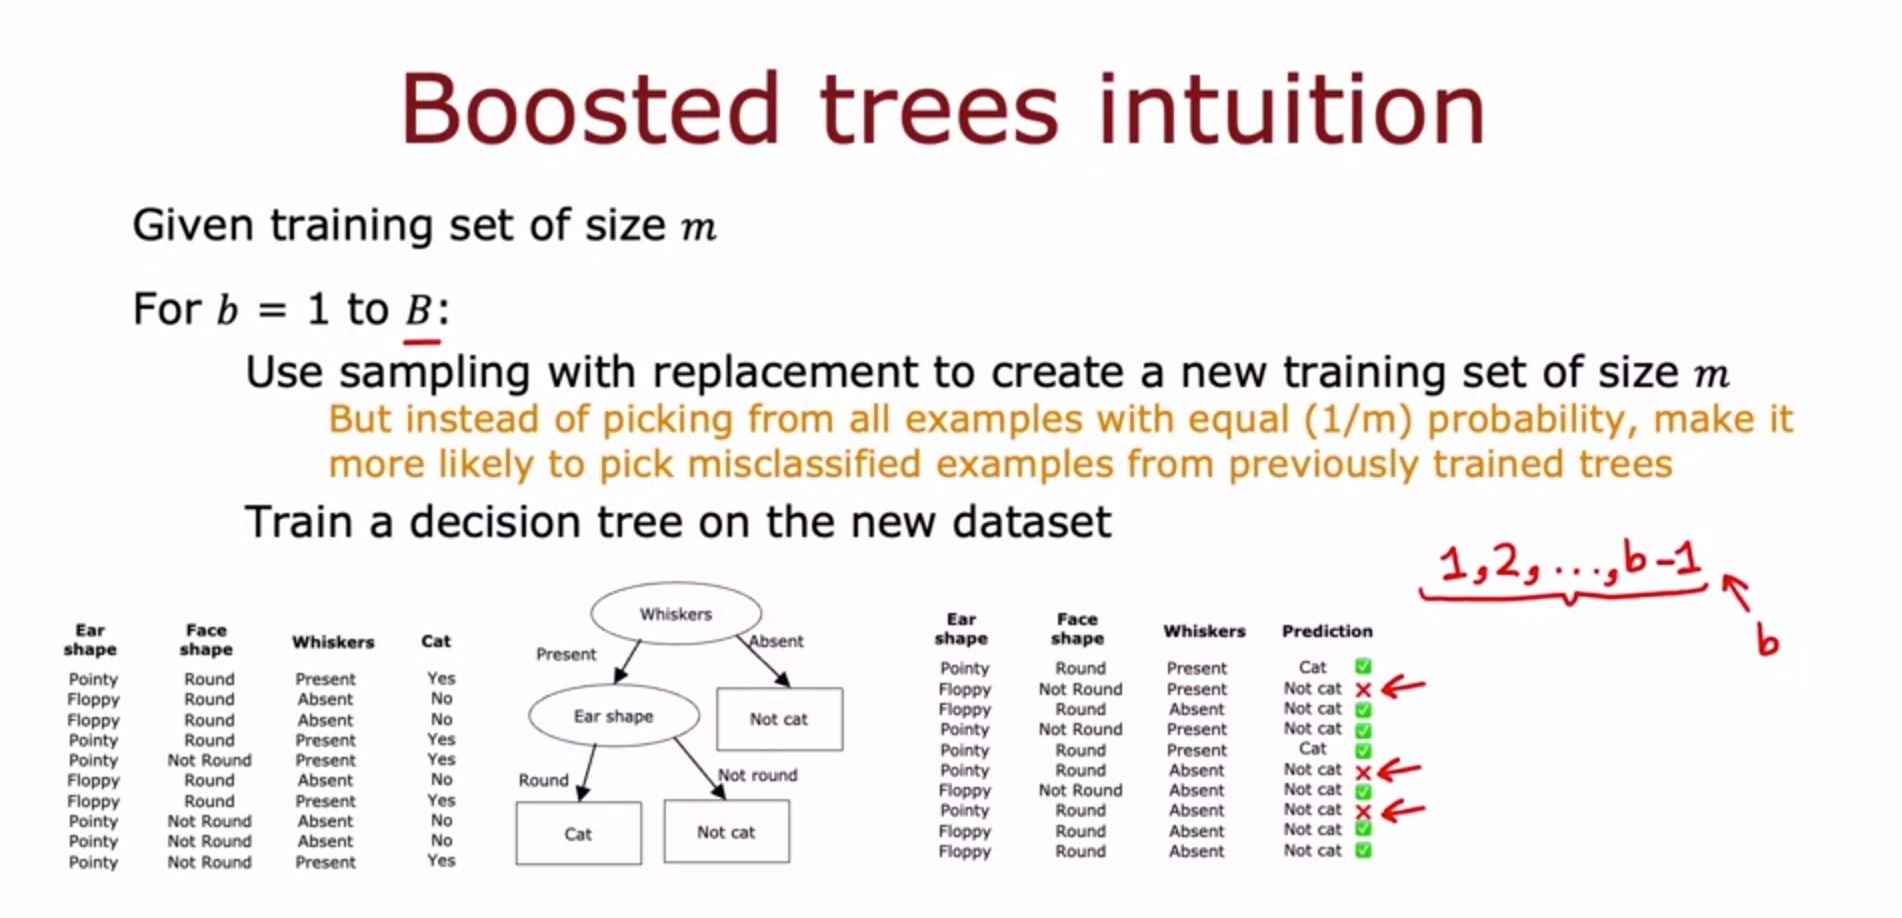 Boosted trees intuition
Given training set of size m
For b = 1 to B:
Use sampling with replacement to create a new training set of size m
But instead of picking from all examples with equal (1/m) probability, make it
more likely to pick misclassified examples from previously trained trees
Train a decision tree on the new dataset
1,2, ...,b-1
b
Ear shape Face shape Whiskers Cat
Pointy Round Present Yes
Floppy Round Absent No
Floppy Round Absent No
Pointy Round Present Yes
Pointy Not Round Present Yes
Floppy Round Absent No
Floppy Round Present Yes
Pointy Not Round Absent No
Pointy Not Round Absent No
Pointy Not Round Present Yes
Whiskers
Present
Absent
Ear shape
Not cat
Round
Not round
Cat
Not cat
Ear shape Face shape Whiskers Prediction
Pointy Round Present Cat ✅
Floppy Not Round Present Not cat ❌
Floppy Round Absent Not cat ✅
Pointy Not Round Present Not cat ✅
Pointy Round Present Cat ✅
Pointy Round Absent Not cat ❌
Floppy Not Round Absent Not cat ✅
Pointy Round Absent Not cat ❌
Floppy Round Absent Not cat ✅
Floppy Round Absent Not cat ✅